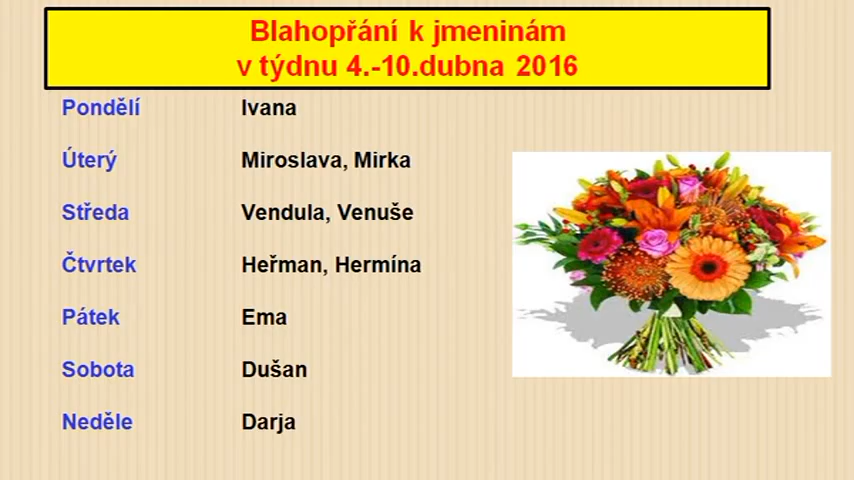 Blahopřání k jmeninám
v týdnu 4.-10.dubna 2016
Pondělí Ivana
Úterý Miroslava, Mirka
Středa Vendula, Venuše
Čtvrtek Heřman, Hermína
Pátek Ema
Sobota Dušan
Neděle Darja